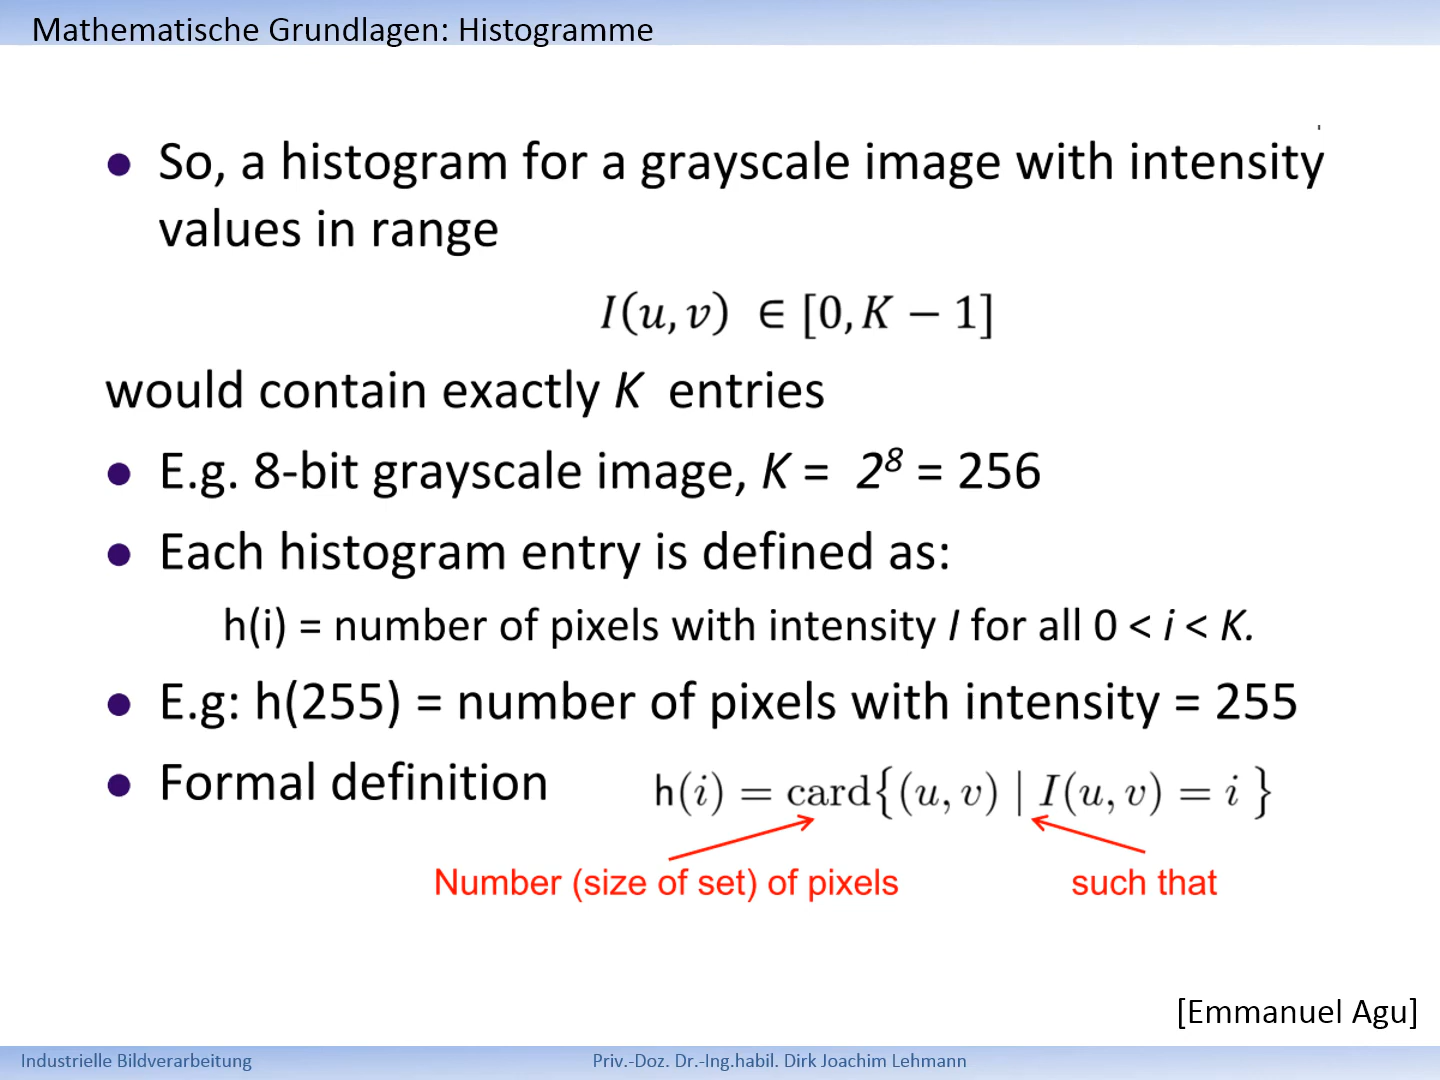 Mathematische Grundlagen: Histogramme
● So, a histogram for a grayscale image with intensity
values in range
I(u, v) ∈ [0, K − 1]
would contain exactly K entries
● E.g. 8-bit grayscale image, K = 2⁸ = 256
● Each histogram entry is defined as:
h(i) = number of pixels with intensity I for all 0 < i < K.
● E.g: h(255) = number of pixels with intensity = 255
● Formal definition h(i) = card{(u, v) | I(u, v) = i }
Number (size of set) of pixels such that
[Emmanuel Agu]
Industrielle Bildverarbeitung Priv.-Doz. Dr.-Ing.habil. Dirk Joachim Lehmann